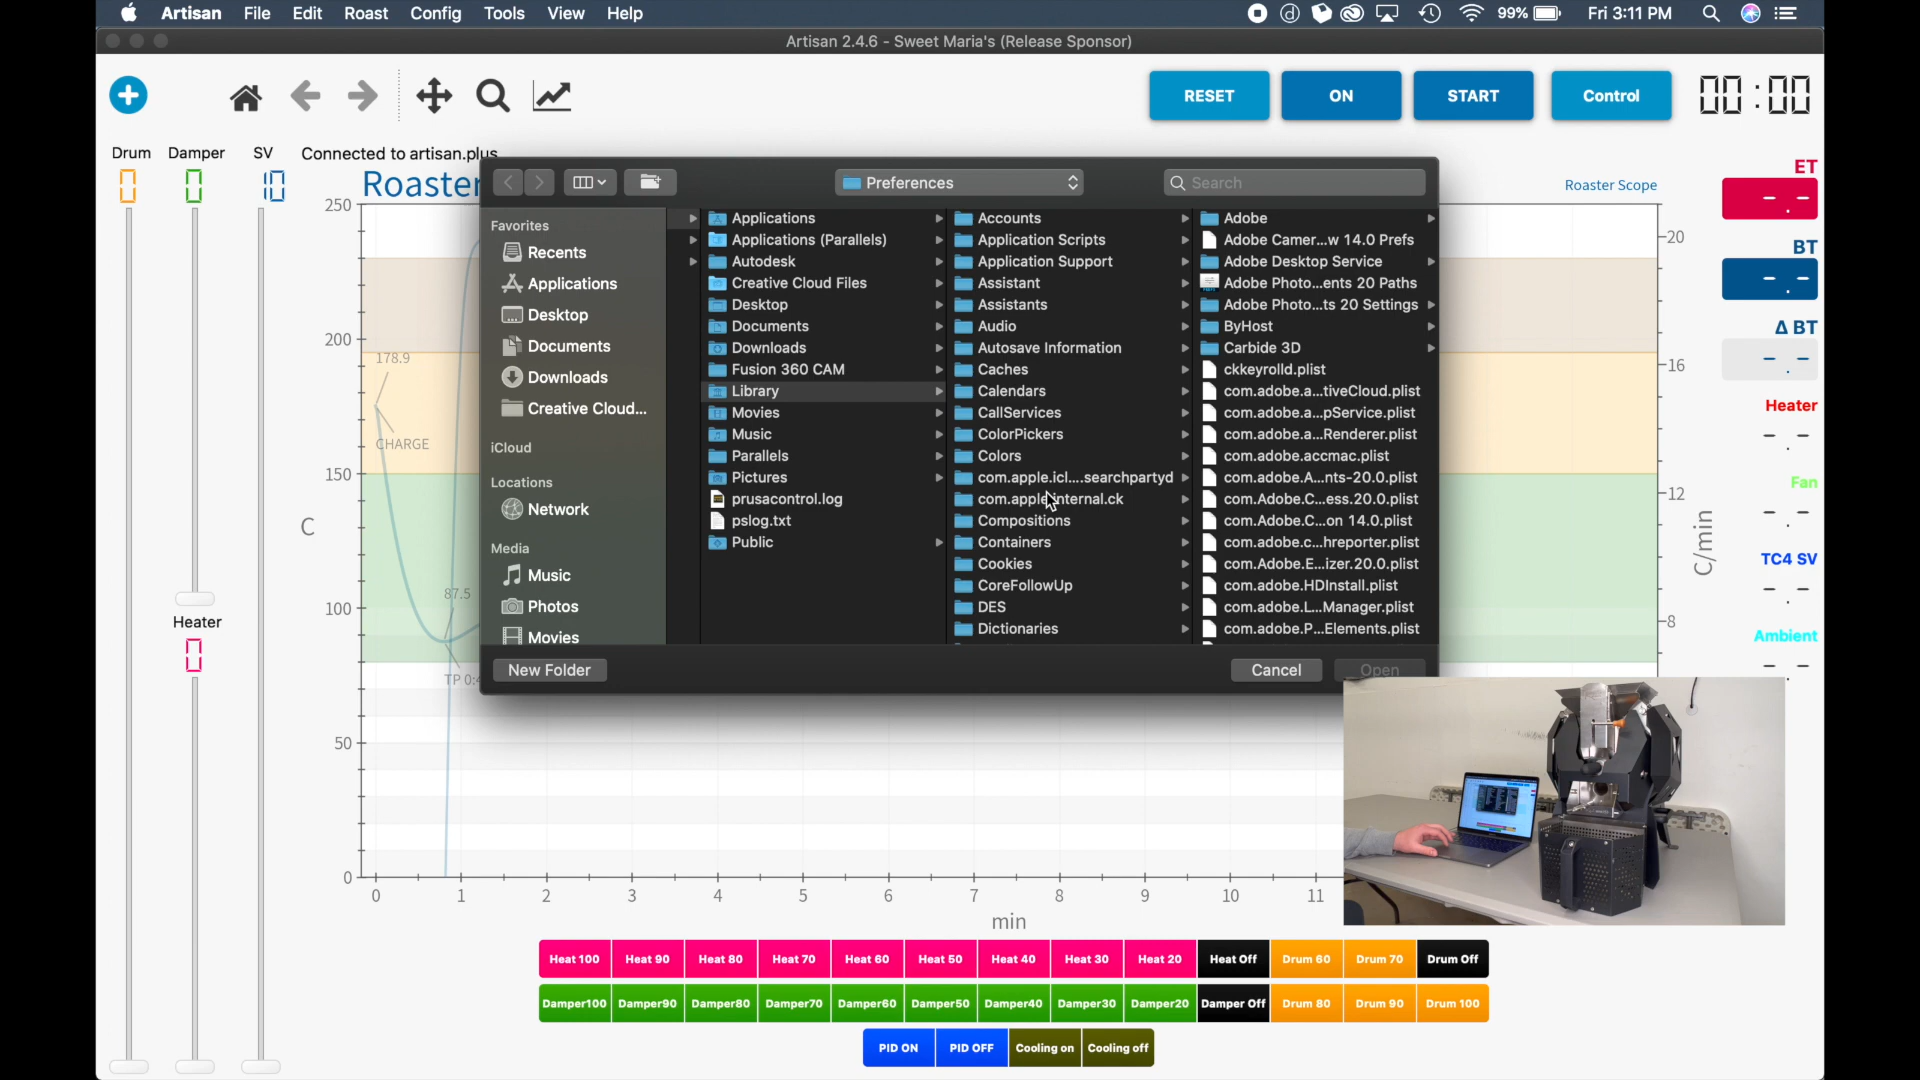 Artisan File Edit Roast Config Tools View Help 99% Fri 3:11 PM
Artisan 2.4.6 - Sweet Maria's (Release Sponsor)
RESET ON START Control 00:00
Drum Damper SV Connected to artisan.plus
0 0 10 Roaster
Roaster Scope
Preferences
Search
Favorites
Recents
Applications
Desktop
Documents
Downloads
Creative Cloud...
iCloud
Locations
Network
Media
Music
Photos
Movies
Applications
Applications (Parallels)
Autodesk
Creative Cloud Files
Desktop
Documents
Downloads
Fusion 360 CAM
Library
Movies
Music
Parallels
Pictures
prusacontrol.log
pslog.txt
Public
Accounts
Application Scripts
Application Support
Assistant
Assistants
Audio
Autosave Information
Caches
Calendars
CallServices
ColorPickers
Colors
com.apple.icl....searchpartyd
com.apple.internal.ck
Compositions
Containers
Cookies
CoreFollowUp
DES
Dictionaries
Adobe
Adobe Camer...w 14.0 Prefs
Adobe Desktop Service
Adobe Photo...ents 20 Paths
Adobe Photo...ts 20 Settings
ByHost
Carbide 3D
ckkeyrolld.plist
com.adobe.a...tiveCloud.plist
com.adobe.a...pService.plist
com.adobe.a...Renderer.plist
com.adobe.accmac.plist
com.adobe.A...nts-20.0.plist
com.Adobe.C...ess.20.0.plist
com.Adobe.C...on 14.0.plist
com.adobe.c...hreporter.plist
com.Adobe.E...izer.20.0.plist
com.adobe.HDInstall.plist
com.adobe.L...Manager.plist
com.adobe.P...Elements.plist
New Folder Cancel Open
ET
-.-
BT
-.-
Δ BT
-.-
Heater
-.-
Fan
-.-
TC4 SV
-.-
Ambient
-.-
Heater
0
250
200
150
100
50
0
C
178.9
CHARGE
87.5
TP 0:4
20
16
12
8
C/min
0 1 2 3 4 5 6 7 8 9 10 11
min
Heat 100 Heat 90 Heat 80 Heat 70 Heat 60 Heat 50 Heat 40 Heat 30 Heat 20 Heat Off Drum 60 Drum 70 Drum Off
Damper100 Damper90 Damper80 Damper70 Damper60 Damper50 Damper40 Damper30 Damper20 Damper Off Drum 80 Drum 90 Drum 100
PID ON PID OFF Cooling on Cooling off